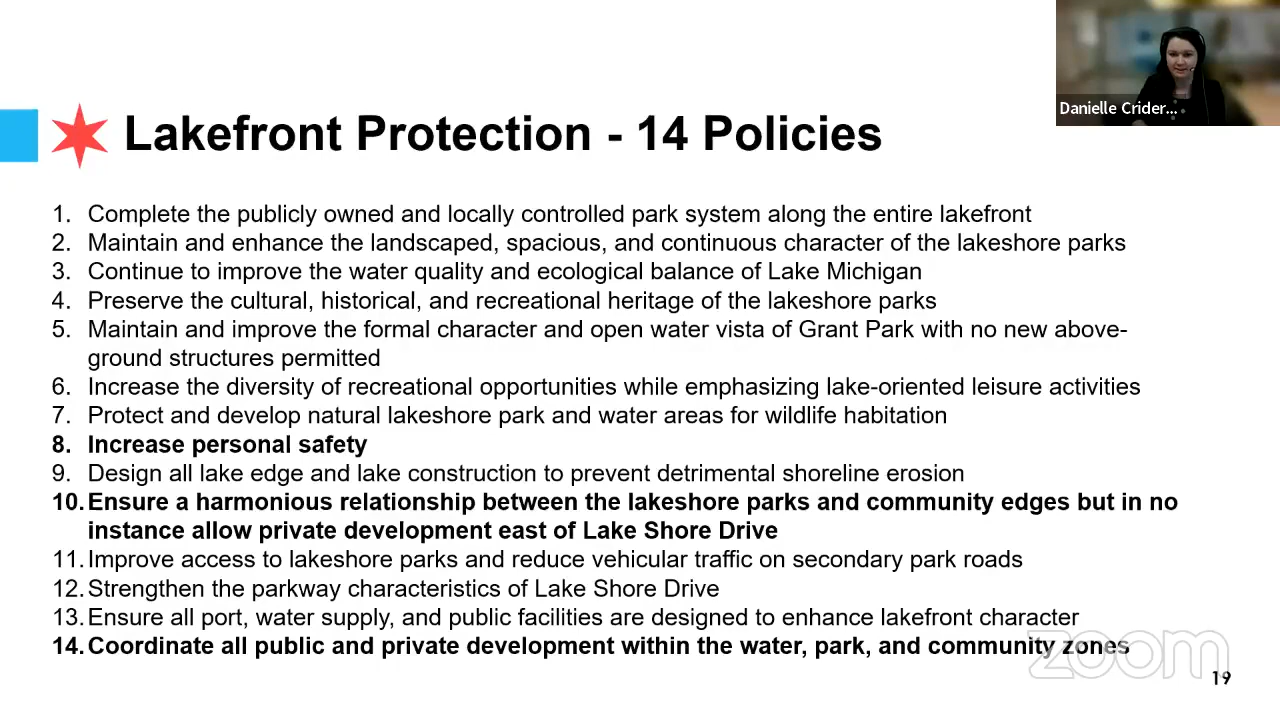 Danielle Crider...
Lakefront Protection - 14 Policies
1. Complete the publicly owned and locally controlled park system along the entire lakefront
2. Maintain and enhance the landscaped, spacious, and continuous character of the lakeshore parks
3. Continue to improve the water quality and ecological balance of Lake Michigan
4. Preserve the cultural, historical, and recreational heritage of the lakeshore parks
5. Maintain and improve the formal character and open water vista of Grant Park with no new above-
ground structures permitted
6. Increase the diversity of recreational opportunities while emphasizing lake-oriented leisure activities
7. Protect and develop natural lakeshore park and water areas for wildlife habitation
8. Increase personal safety
9. Design all lake edge and lake construction to prevent detrimental shoreline erosion
10. Ensure a harmonious relationship between the lakeshore parks and community edges but in no
instance allow private development east of Lake Shore Drive
11. Improve access to lakeshore parks and reduce vehicular traffic on secondary park roads
12. Strengthen the parkway characteristics of Lake Shore Drive
13. Ensure all port, water supply, and public facilities are designed to enhance lakefront character
14. Coordinate all public and private development within the water, park, and community zones
zoom
19